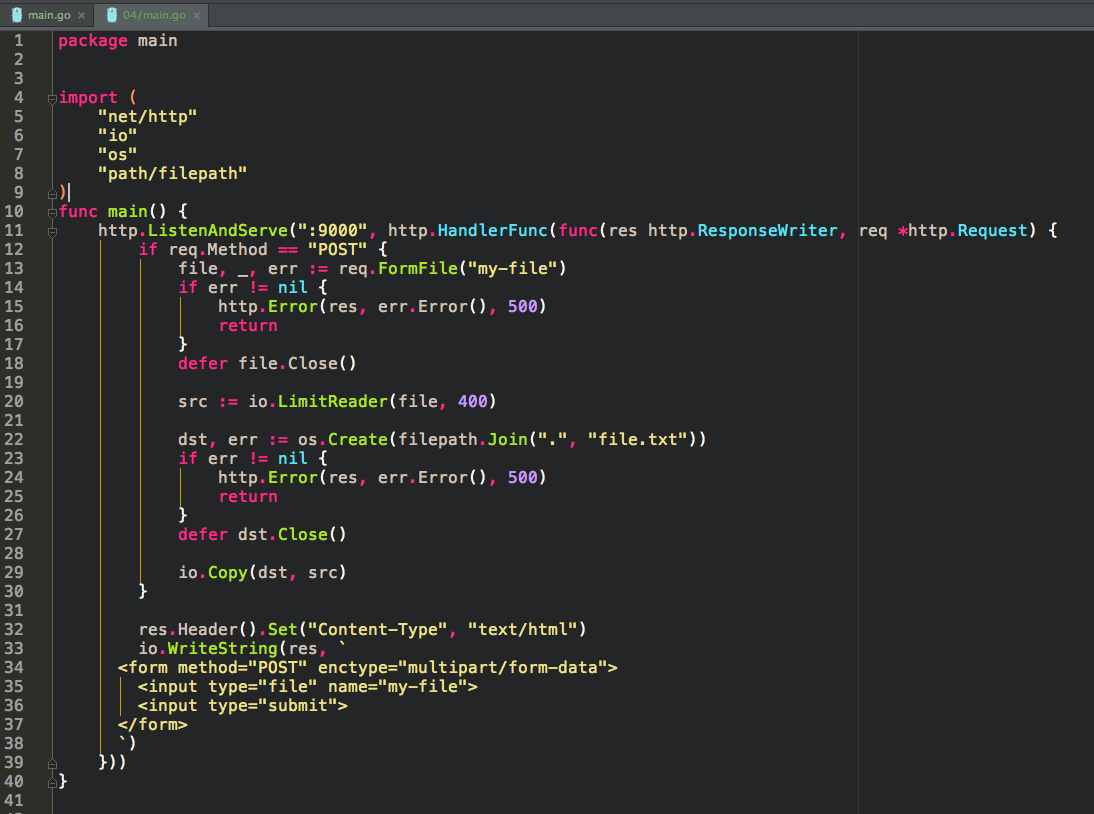 main.go × 04/main.go ×
1 package main
2
3
4 import (
5     "net/http"
6     "io"
7     "os"
8     "path/filepath"
9 )
10 func main() {
11     http.ListenAndServe(":9000", http.HandlerFunc(func(res http.ResponseWriter, req *http.Request) {
12         if req.Method == "POST" {
13             file, _, err := req.FormFile("my-file")
14             if err != nil {
15                 http.Error(res, err.Error(), 500)
16                 return
17             }
18             defer file.Close()
19
20             src := io.LimitReader(file, 400)
21
22             dst, err := os.Create(filepath.Join(".", "file.txt"))
23             if err != nil {
24                 http.Error(res, err.Error(), 500)
25                 return
26             }
27             defer dst.Close()
28
29             io.Copy(dst, src)
30         }
31
32         res.Header().Set("Content-Type", "text/html")
33         io.WriteString(res, `
34       <form method="POST" enctype="multipart/form-data">
35         <input type="file" name="my-file">
36         <input type="submit">
37       </form>
38       `)
39     }))
40 }
41